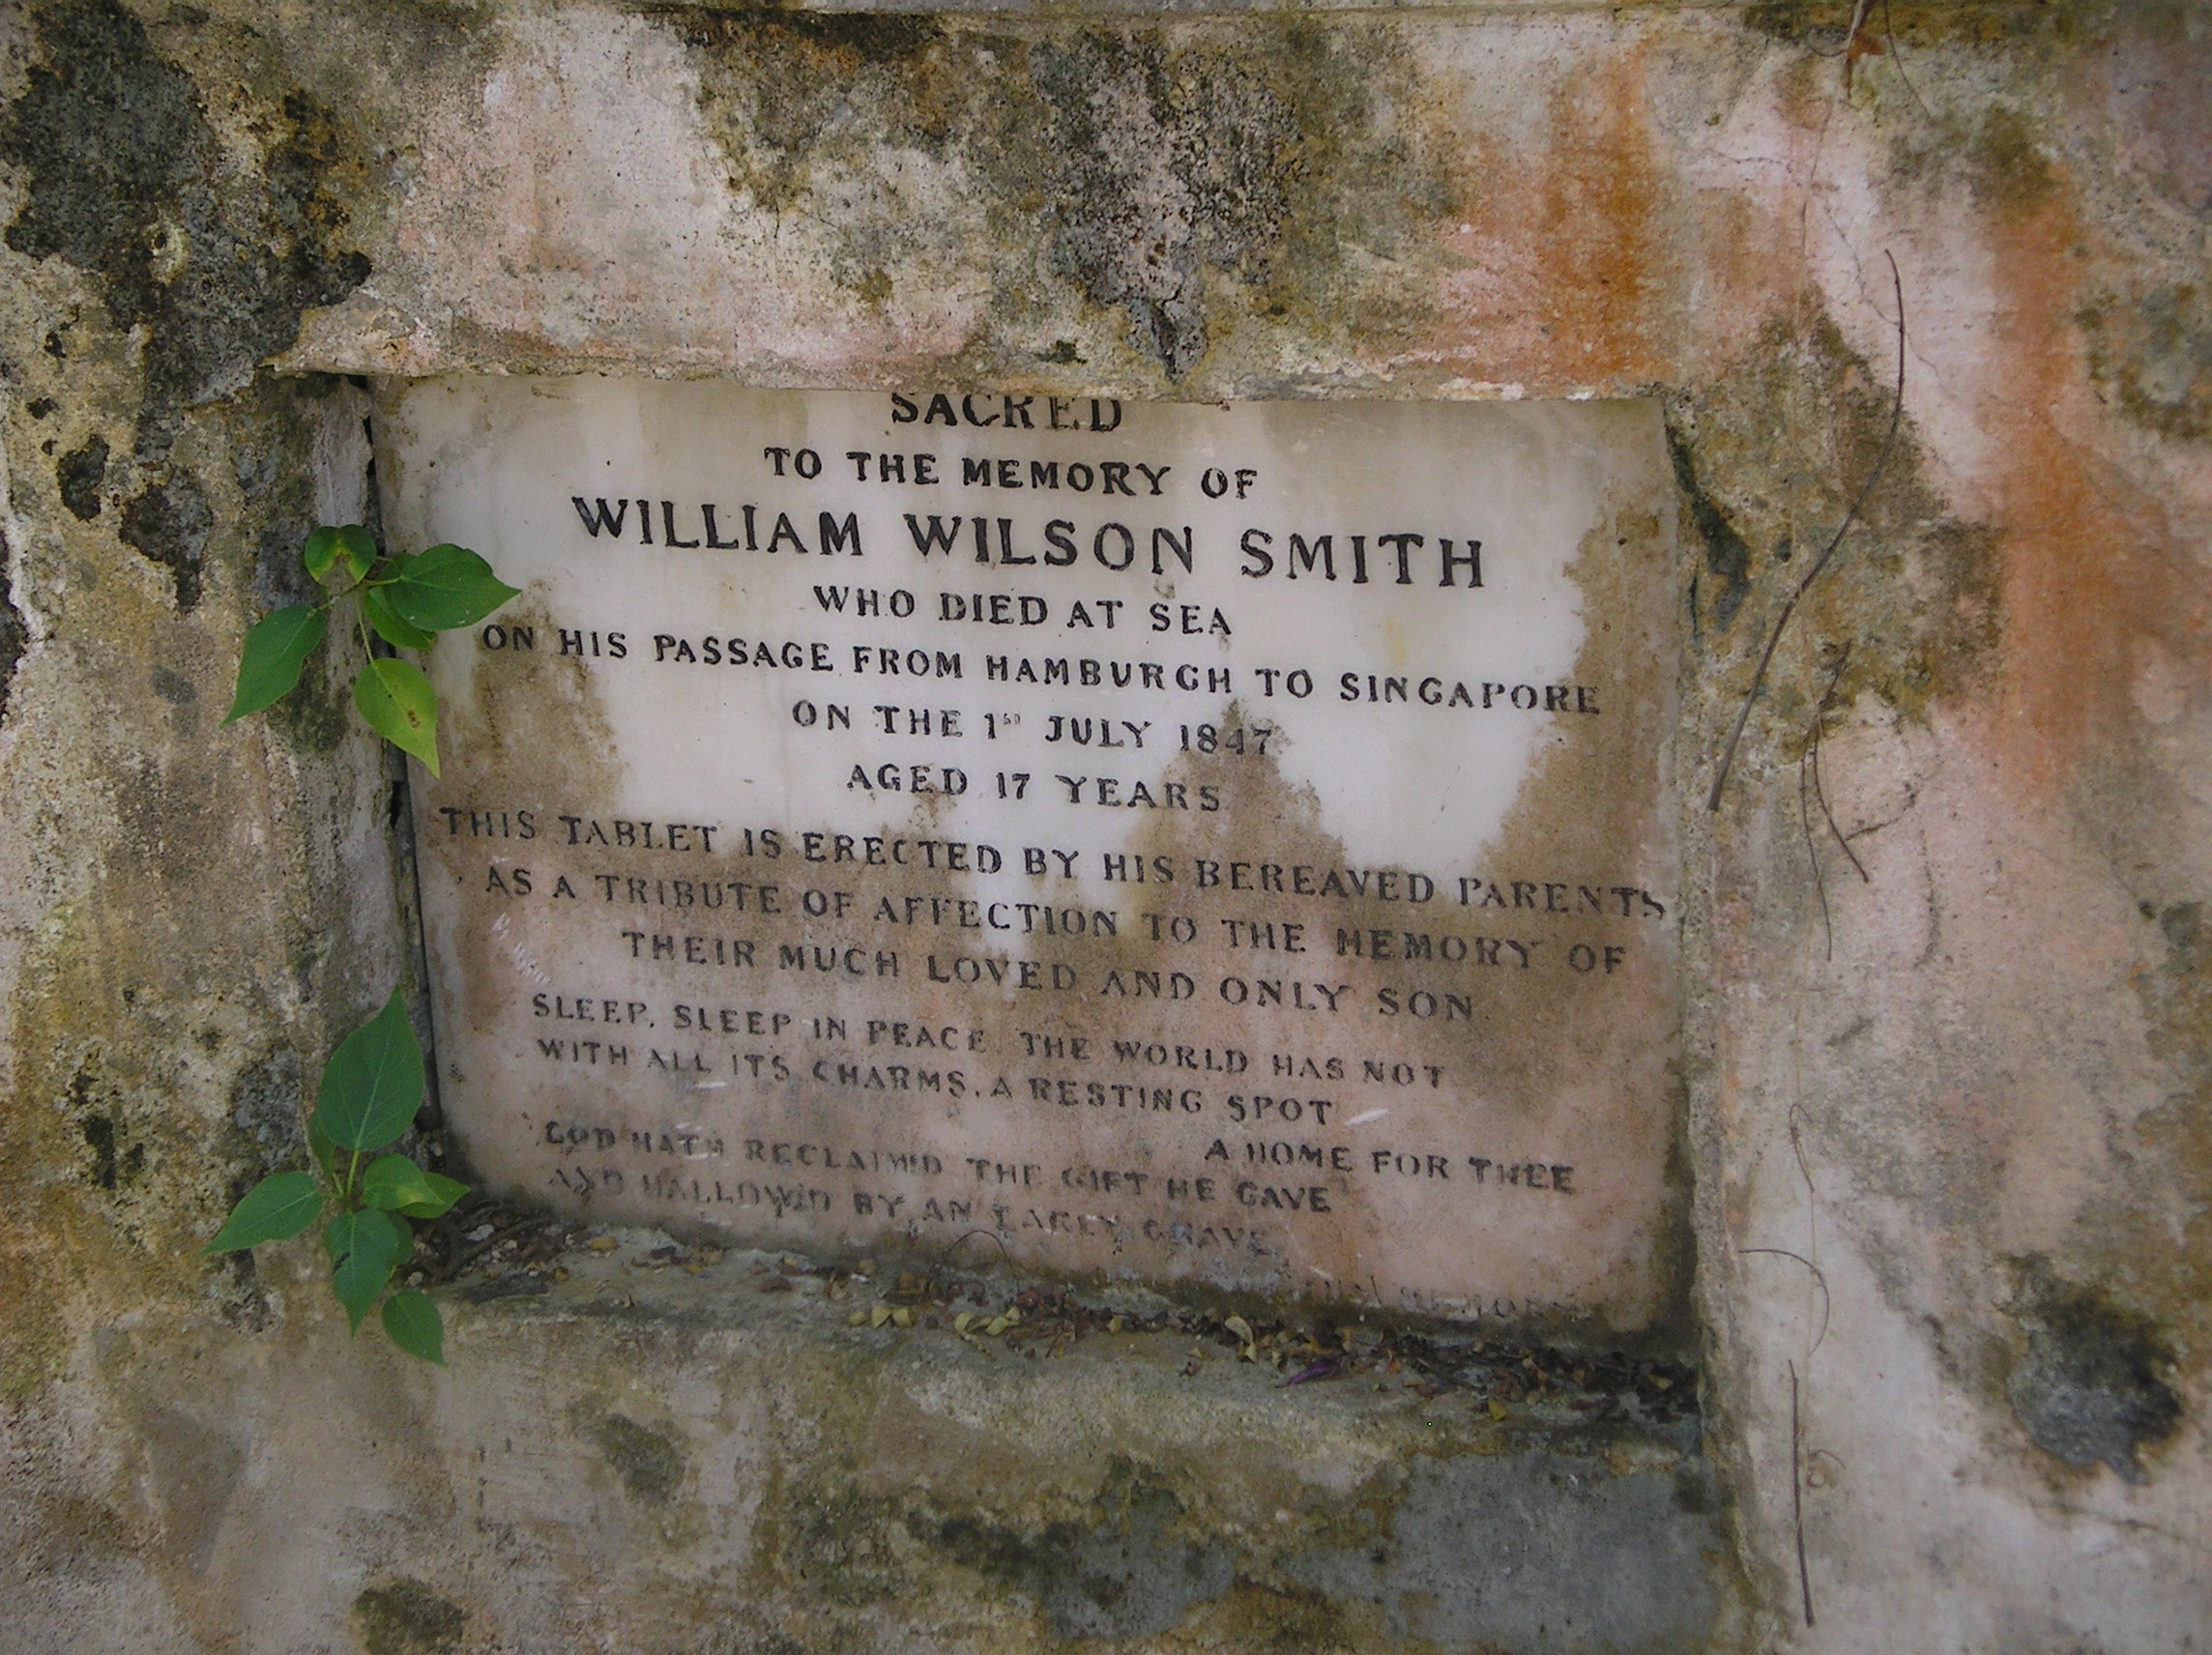 SACRED
TO THE MEMORY OF
WILLIAM WILSON SMITH
WHO DIED AT SEA
ON HIS PASSAGE FROM HAMBURGH TO SINGAPORE
ON THE 1ST JULY 1847
AGED 17 YEARS
THIS TABLET IS ERECTED BY HIS BEREAVED PARENTS
AS A TRIBUTE OF AFFECTION TO THE MEMORY OF
THEIR MUCH LOVED AND ONLY SON
SLEEP, SLEEP IN PEACE. THE WORLD HAS NOT
WITH ALL ITS CHARMS, A RESTING SPOT
A HOME FOR THEE
GOD HATH RECLAIM'D THE GIFT HE GAVE
AND HALLOW'D BY AN EARLY GRAVE